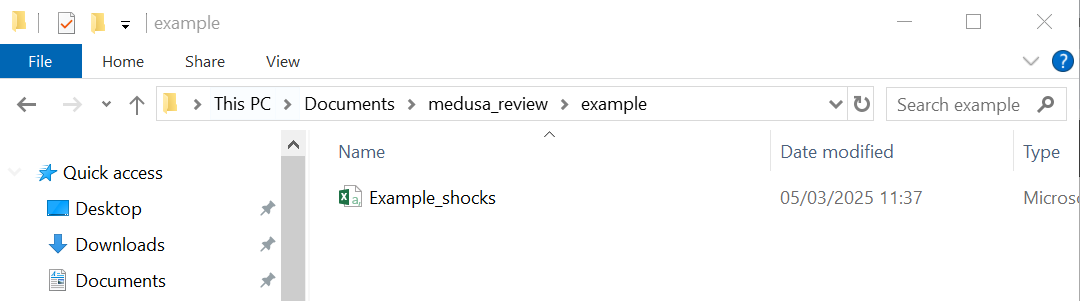 example
File Home Share View
This PC Documents medusa_review example Search example
Name Date modified Type
Quick access
Example_shocks 05/03/2025 11:37 Micros
Desktop
Downloads
Documents